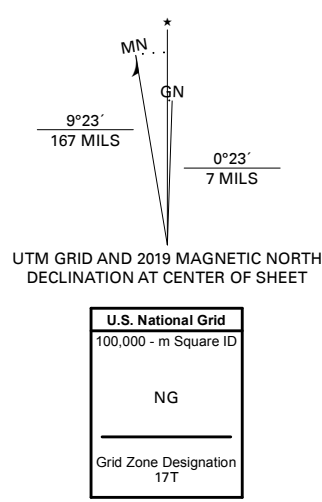 ★
MN
GN
9°23´
167 MILS
0°23´
7 MILS
UTM GRID AND 2019 MAGNETIC NORTH
DECLINATION AT CENTER OF SHEET
U.S. National Grid
100,000 - m Square ID
NG
Grid Zone Designation
17T